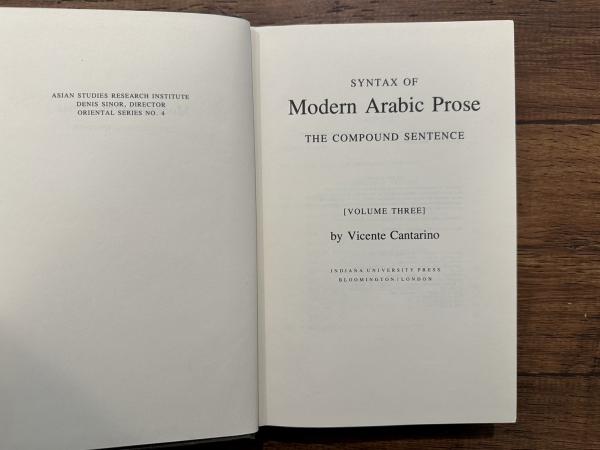 ASIAN STUDIES RESEARCH INSTITUTE
DENIS SINOR, DIRECTOR
ORIENTAL SERIES NO. 4
SYNTAX OF
Modern Arabic Prose
THE COMPOUND SENTENCE
[VOLUME THREE]
by Vicente Cantarino
INDIANA UNIVERSITY PRESS
BLOOMINGTON/LONDON